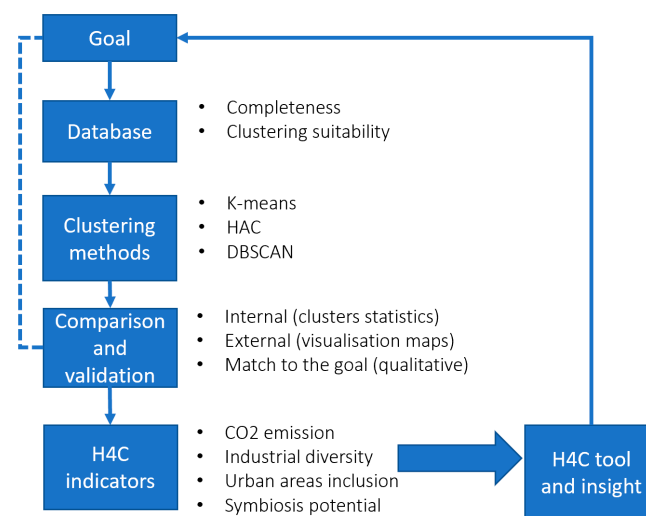 Goal
Database
• Completeness
• Clustering suitability
Clustering
methods
• K-means
• HAC
• DBSCAN
Comparison
and
validation
• Internal (clusters statistics)
• External (visualisation maps)
• Match to the goal (qualitative)
H4C
indicators
• CO2 emission
• Industrial diversity
• Urban areas inclusion
• Symbiosis potential
H4C tool
and insight